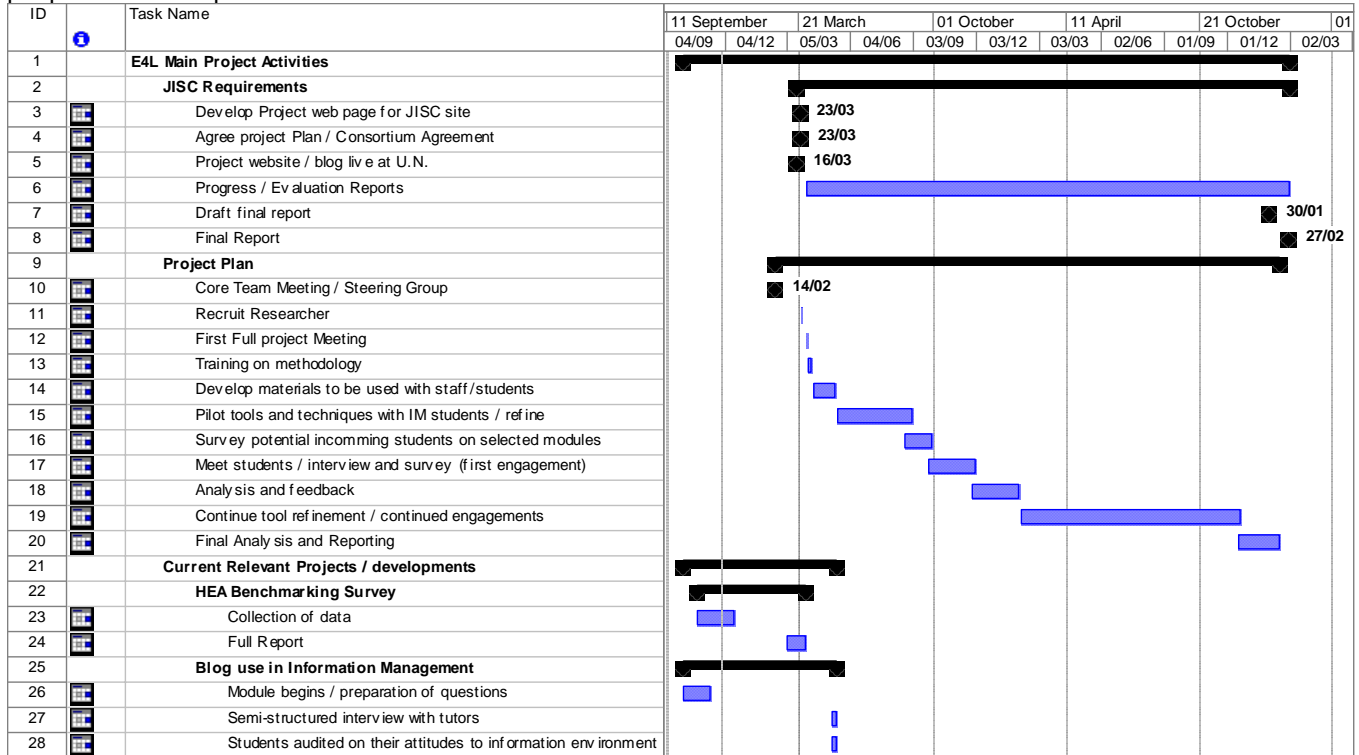 ID Task Name 11 September 21 March 01 October 11 April 21 October 01
04/09 04/12 05/03 04/06 03/09 03/12 03/03 02/06 01/09 01/12 02/03
1 E4L Main Project Activities
2 JISC Requirements
3 Develop Project web page for JISC site 23/03
4 Agree project Plan / Consortium Agreement 23/03
5 Project website / blog live at U.N. 16/03
6 Progress / Evaluation Reports
7 Draft final report 30/01
8 Final Report 27/02
9 Project Plan
10 Core Team Meeting / Steering Group 14/02
11 Recruit Researcher
12 First Full project Meeting
13 Training on methodology
14 Develop materials to be used with staff/students
15 Pilot tools and techniques with IM students / refine
16 Survey potential incomming students on selected modules
17 Meet students / interview and survey (first engagement)
18 Analysis and feedback
19 Continue tool refinement / continued engagements
20 Final Analysis and Reporting
21 Current Relevant Projects / developments
22 HEA Benchmarking Survey
23 Collection of data
24 Full Report
25 Blog use in Information Management
26 Module begins / preparation of questions
27 Semi-structured interview with tutors
28 Students audited on their attitudes to information environment